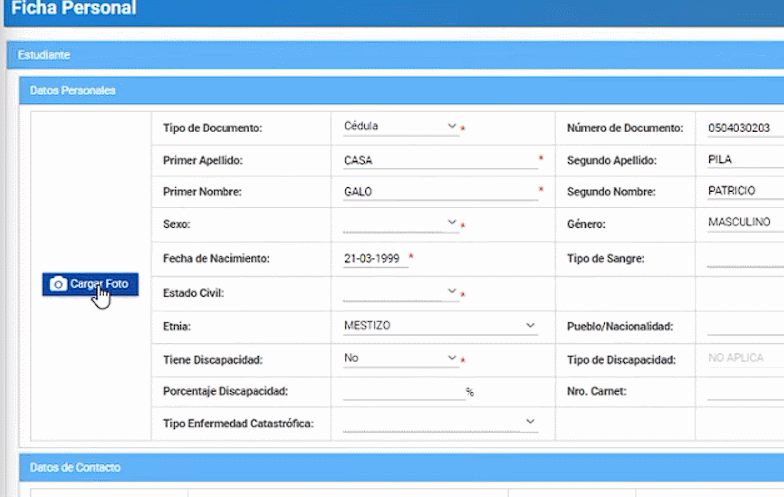 Ficha Personal
Estudiante
Datos Personales
Tipo de Documento: Cédula * Número de Documento: 0504030203
Primer Apellido: CASA * Segundo Apellido: PILA
Primer Nombre: GALO * Segundo Nombre: PATRICIO
Sexo: * Género: MASCULINO
Fecha de Nacimiento: 21-03-1999 * Tipo de Sangre:
Cargar Foto
Estado Civil: *
Etnia: MESTIZO Pueblo/Nacionalidad:
Tiene Discapacidad: No * Tipo de Discapacidad: NO APLICA
Porcentaje Discapacidad: % Nro. Carnet:
Tipo Enfermedad Catastrófica:
Datos de Contacto